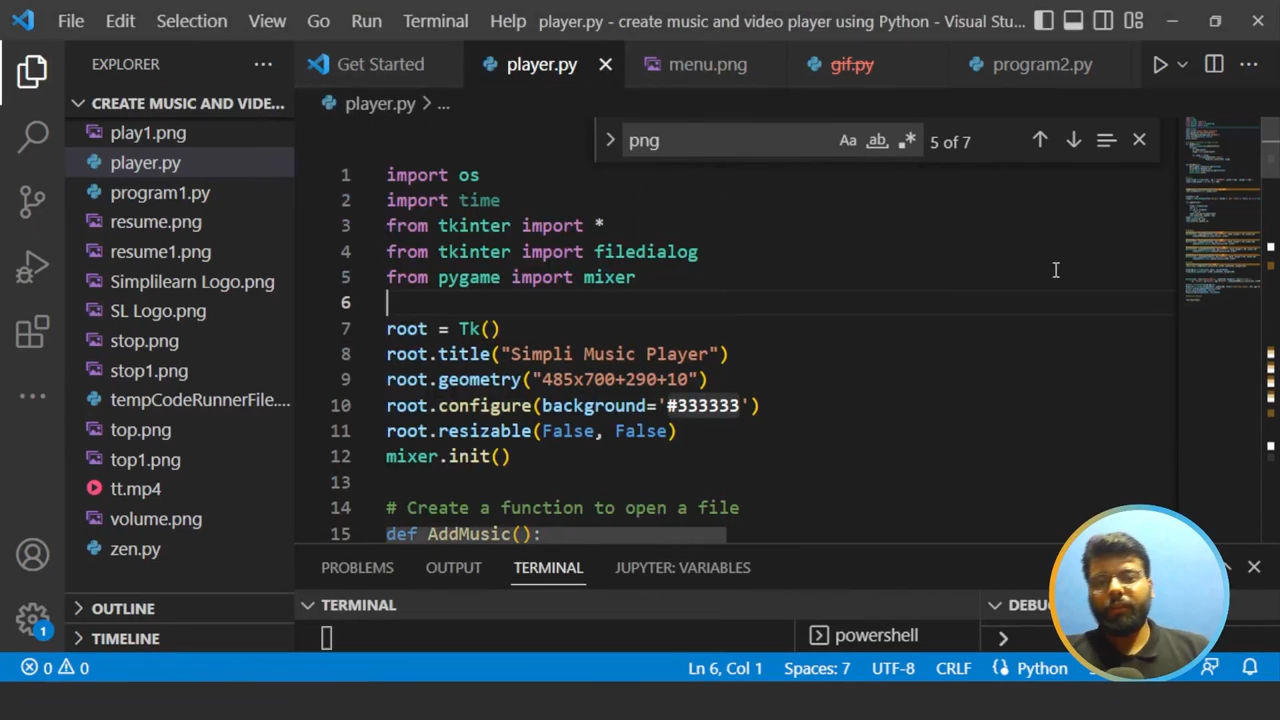 File Edit Selection View Go Run Terminal Help player.py - create music and video player using Python - Visual Stu...
EXPLORER ...
Get Started player.py menu.png gif.py program2.py
CREATE MUSIC AND VIDE...
play1.png
player.py
program1.py
resume.png
resume1.png
Simplilearn Logo.png
SL Logo.png
stop.png
stop1.png
tempCodeRunnerFile....
top.png
top1.png
tt.mp4
volume.png
zen.py
OUTLINE
TIMELINE
player.py > ...
png Aa ab 5 of 7
1 import os
2 import time
3 from tkinter import *
4 from tkinter import filedialog
5 from pygame import mixer
6
7 root = Tk()
8 root.title("Simpli Music Player")
9 root.geometry("485x700+290+10")
10 root.configure(background='#333333')
11 root.resizable(False, False)
12 mixer.init()
13
14 # Create a function to open a file
15 def AddMusic():
PROBLEMS OUTPUT TERMINAL JUPYTER: VARIABLES
TERMINAL
powershell
DEBU
1
0 0 Ln 6, Col 1 Spaces: 7 UTF-8 CRLF Python